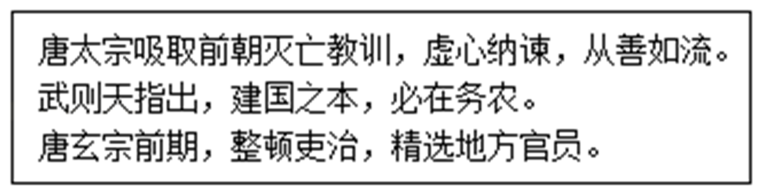 唐太宗吸取前朝灭亡教训，虚心纳谏，从善如流。
武则天指出，建国之本，必在务农。
唐玄宗前期，整顿吏治，精选地方官员。